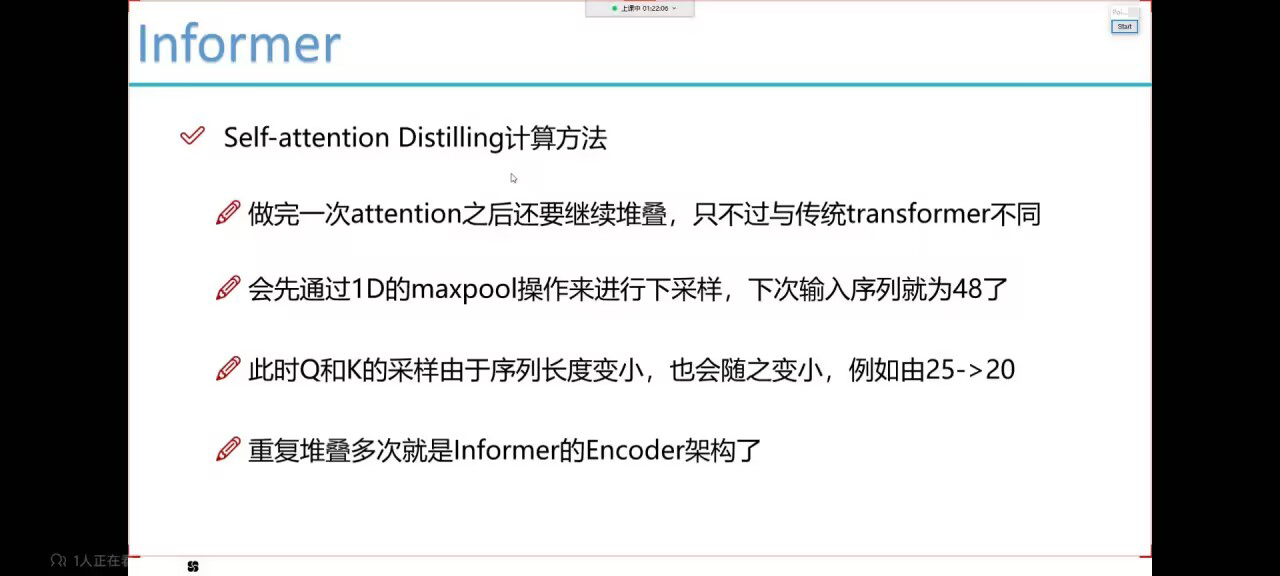 上课中 01:22:06
Start
Informer
Self-attention Distilling计算方法
做完一次attention之后还要继续堆叠，只不过与传统transformer不同
会先通过1D的maxpool操作来进行下采样，下次输入序列就为48了
此时Q和K的采样由于序列长度变小，也会随之变小，例如由25->20
重复堆叠多次就是Informer的Encoder架构了
1人正在看